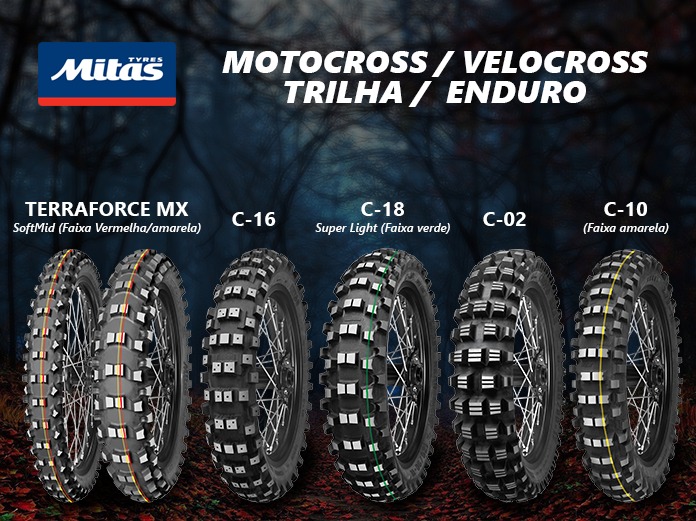 TYRES
Mitas
MOTOCROSS / VELOCROSS
TRILHA / ENDURO
TERRAFORCE MX
SoftMid (Faixa Vermelha/amarela)
C-16
C-18
Super Light (Faixa verde)
C-02
C-10
(Faixa amarela)